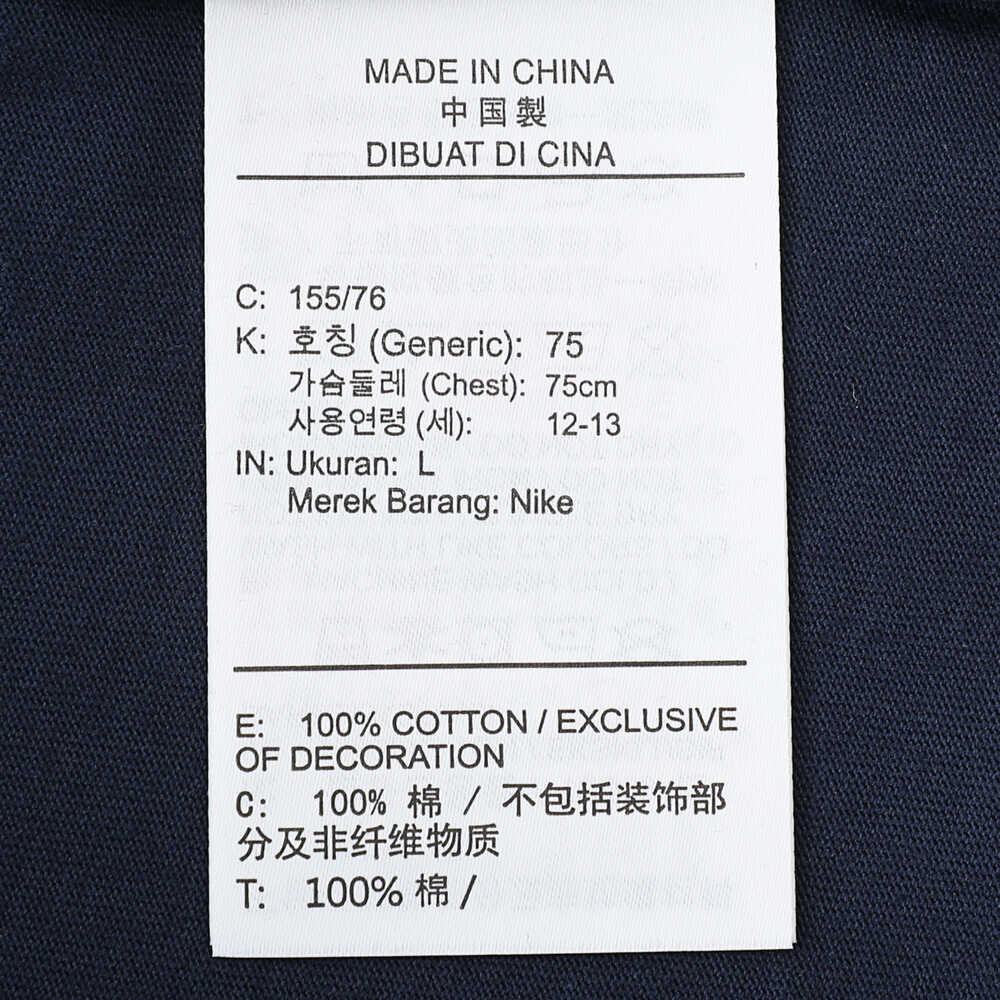 MADE IN CHINA
中国製
DIBUAT DI CINA
C: 155/76
K: 호칭 (Generic): 75
가슴둘레 (Chest): 75cm
사용연령 (세): 12-13
IN: Ukuran: L
Merek Barang: Nike
E: 100% COTTON / EXCLUSIVE
OF DECORATION
C: 100% 棉 / 不包括装饰部
分及非纤维物质
T: 100% 棉 /